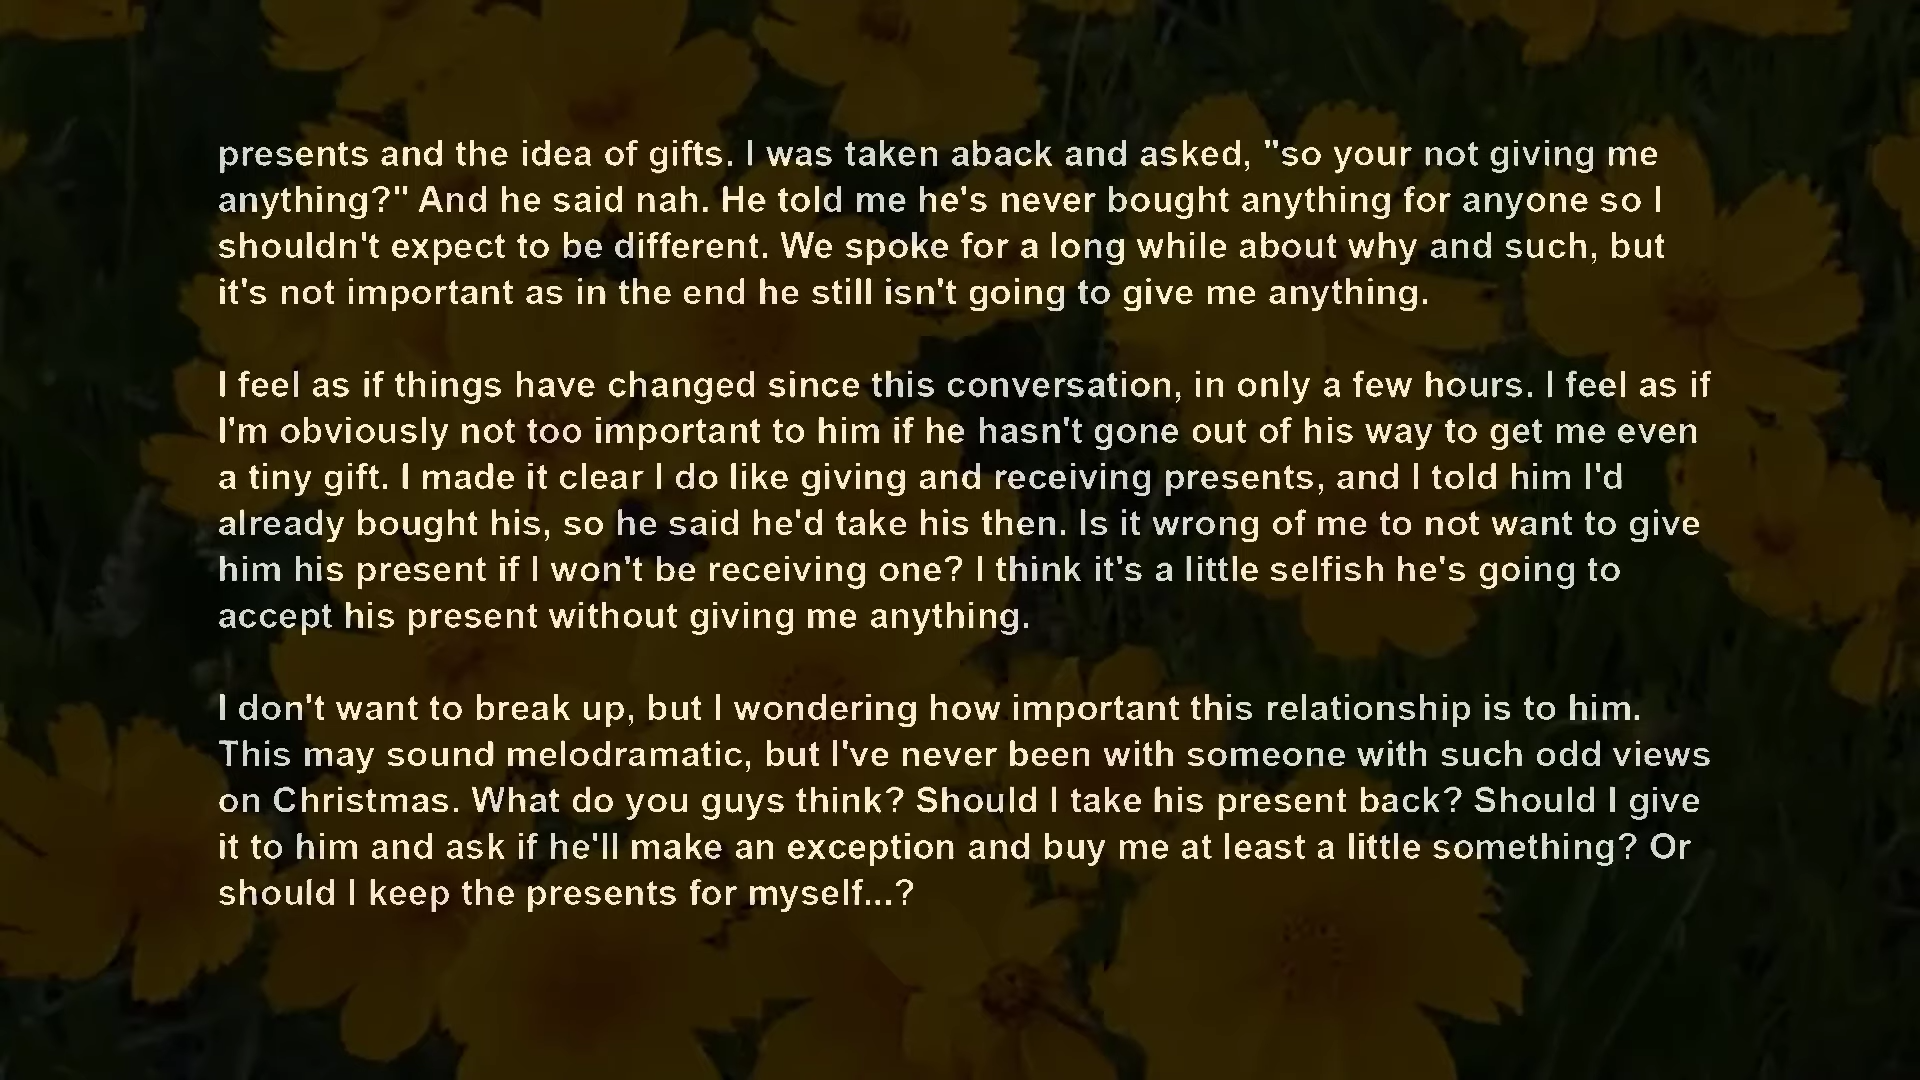 presents and the idea of gifts. I was taken aback and asked, "so your not giving me
anything?" And he said nah. He told me he's never bought anything for anyone so I
shouldn't expect to be different. We spoke for a long while about why and such, but
it's not important as in the end he still isn't going to give me anything.
I feel as if things have changed since this conversation, in only a few hours. I feel as if
I'm obviously not too important to him if he hasn't gone out of his way to get me even
a tiny gift. I made it clear I do like giving and receiving presents, and I told him I'd
already bought his, so he said he'd take his then. Is it wrong of me to not want to give
him his present if I won't be receiving one? I think it's a little selfish he's going to
accept his present without giving me anything.
I don't want to break up, but I wondering how important this relationship is to him.
This may sound melodramatic, but I've never been with someone with such odd views
on Christmas. What do you guys think? Should I take his present back? Should I give
it to him and ask if he'll make an exception and buy me at least a little something? Or
should I keep the presents for myself...?